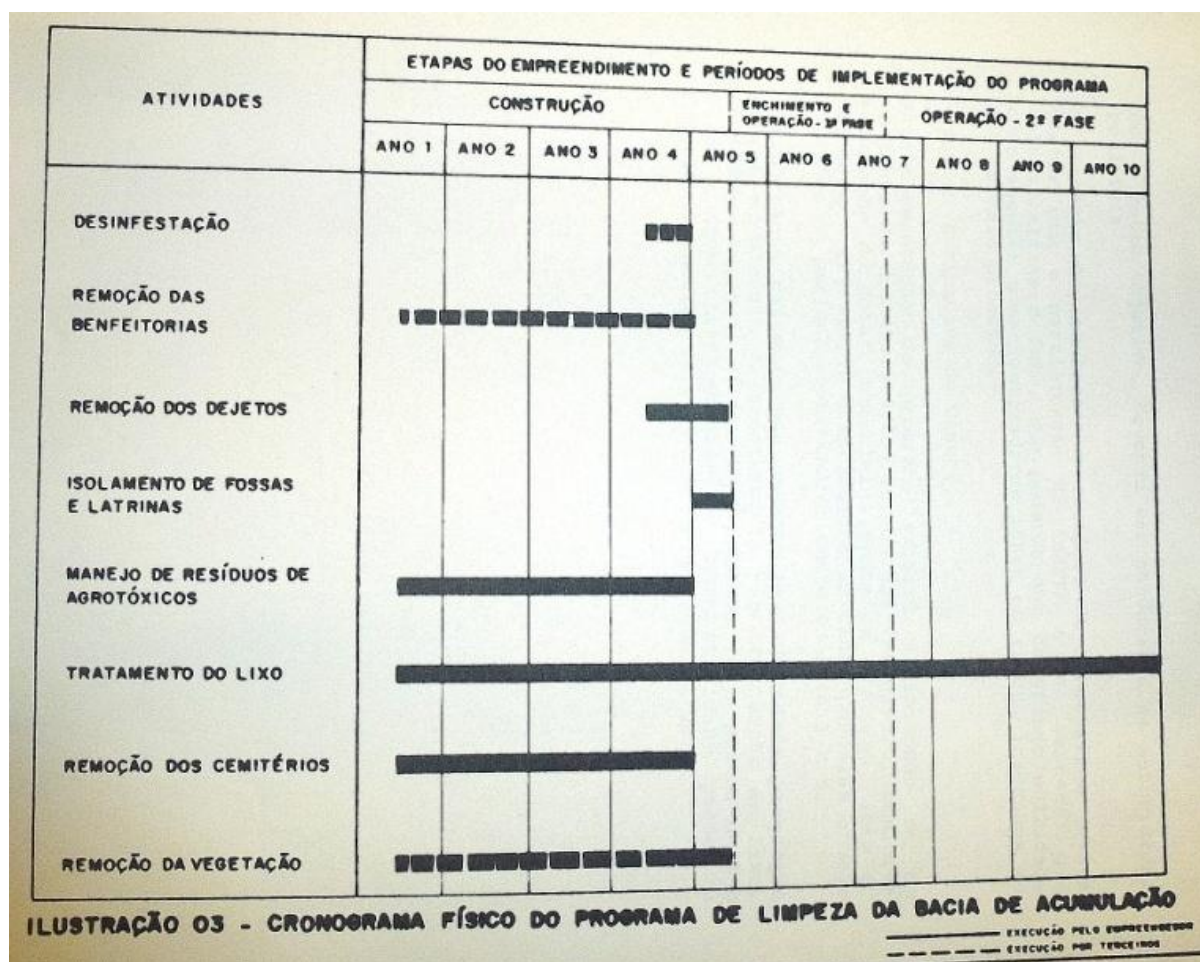 ATIVIDADES
ETAPAS DO EMPREENDIMENTO E PERÍODOS DE IMPLEMENTAÇÃO DO PROGRAMA
CONSTRUÇÃO
ENCHIMENTO E
OPERAÇÃO - 1ª FASE
OPERAÇÃO - 2ª FASE
ANO 1 ANO 2 ANO 3 ANO 4 ANO 5 ANO 6 ANO 7 ANO 8 ANO 9 ANO 10
DESINFESTAÇÃO
REMOÇÃO DAS
BENFEITORIAS
REMOÇÃO DOS DEJETOS
ISOLAMENTO DE FOSSAS
E LATRINAS
MANEJO DE RESÍDUOS DE
AGROTÓXICOS
TRATAMENTO DO LIXO
REMOÇÃO DOS CEMITÉRIOS
REMOÇÃO DA VEGETAÇÃO
ILUSTRAÇÃO 03 - CRONOGRAMA FÍSICO DO PROGRAMA DE LIMPEZA DA BACIA DE ACUMULAÇÃO
EXECUÇÃO PELO EMPREENDEDOR
EXECUÇÃO POR TERCEIROS